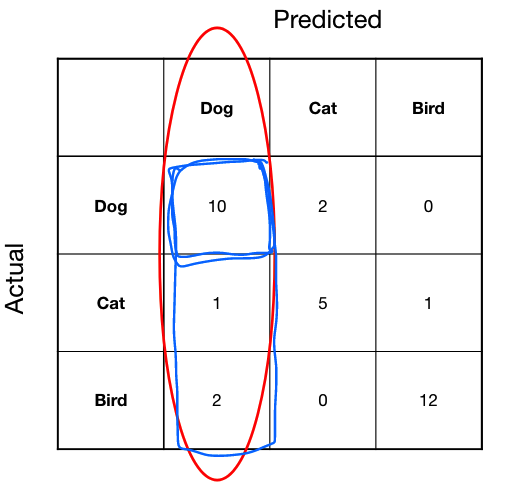 Predicted
Dog Cat Bird
Dog 10 2 0
Actual
Cat 1 5 1
Bird 2 0 12